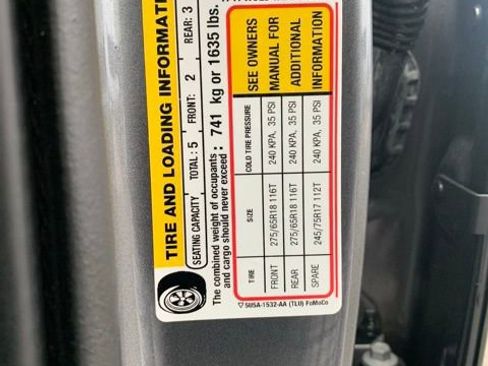 TIRE AND LOADING INFORMATI
SEATING CAPACITY TOTAL: 5 FRONT: 2 REAR: 3
The combined weight of occupants
and cargo should never exceed : 741 kg or 1635 lbs.
TIRE SIZE COLD TIRE PRESSURE SEE OWNERS
FRONT 275/65R18 116T 240 KPA, 35 PSI MANUAL FOR
REAR 275/65R18 116T 240 KPA, 35 PSI ADDITIONAL
SPARE 245/75R17 112T 240 KPA, 35 PSI INFORMATION
5U5A-1532-AA (TLU) FoMoCo